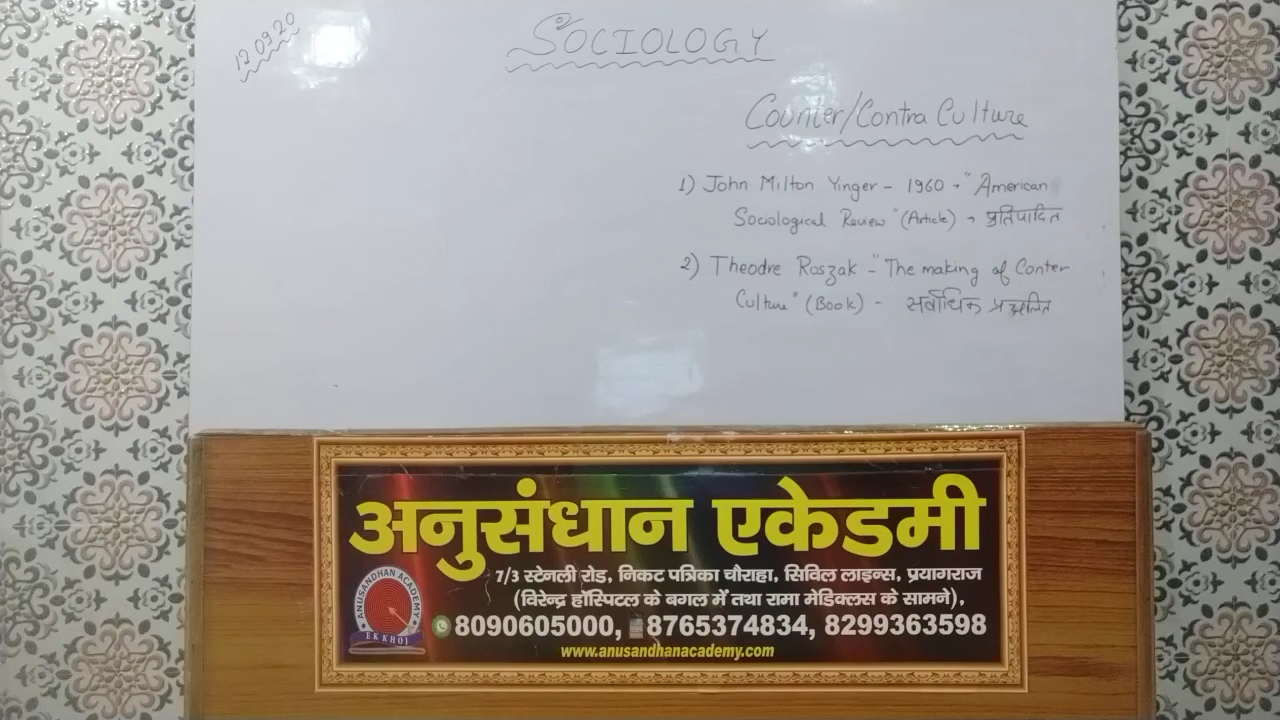 12.09.20
SOCIOLOGY
Counter/Contra Culture
1) John Milton Yinger - 1960 → "American
Sociological Review" (Article) → प्रतिपादित
2) Theodre Roszak - "The making of Conter
Culture" (Book) - सर्वाधिक प्रचलित
अनुसंधान एकेडमी
7/3 स्टेनली रोड, निकट पत्रिका चौराहा, सिविल लाइन्स, प्रयागराज
(विरेन्द्र हॉस्पिटल के बगल में तथा रामा मेडिक्लस के सामने),
8090605000, 8765374834, 8299363598
www.anusandhanacademy.com
ANUSANDHAN ACADEMY
EK KHOJ